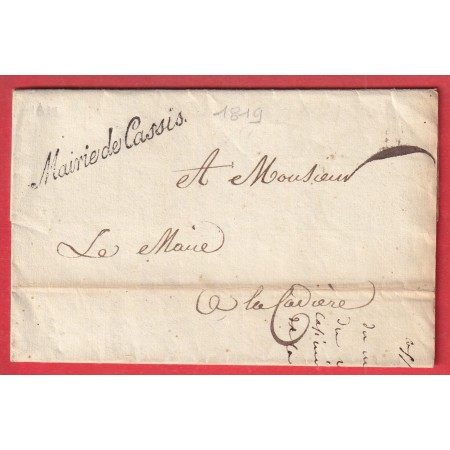 1819
Mairie de Cassis.
A Monsieur
Le Maire
A la Cadière